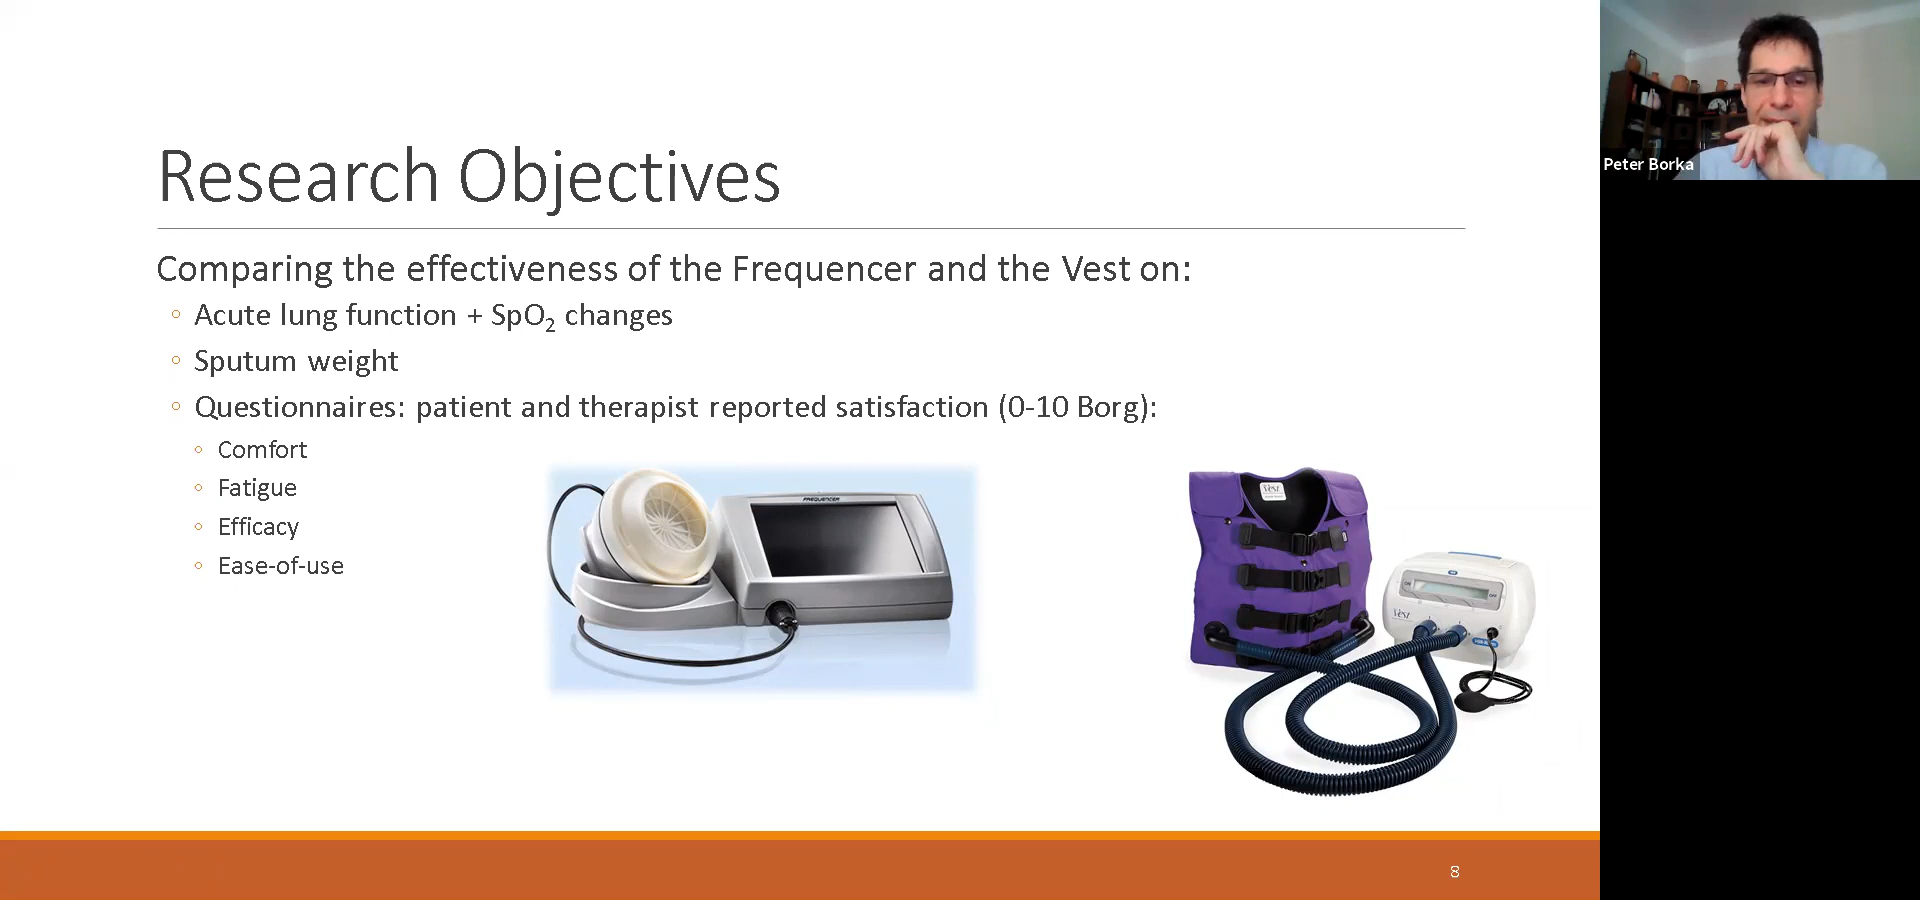 Research Objectives
Comparing the effectiveness of the Frequencer and the Vest on:
◦ Acute lung function + SpO₂ changes
◦ Sputum weight
◦ Questionnaires: patient and therapist reported satisfaction (0-10 Borg):
◦ Comfort
◦ Fatigue
◦ Efficacy
◦ Ease-of-use
FREQUENCER
Vest
Vest
OFF
8
Peter Borka